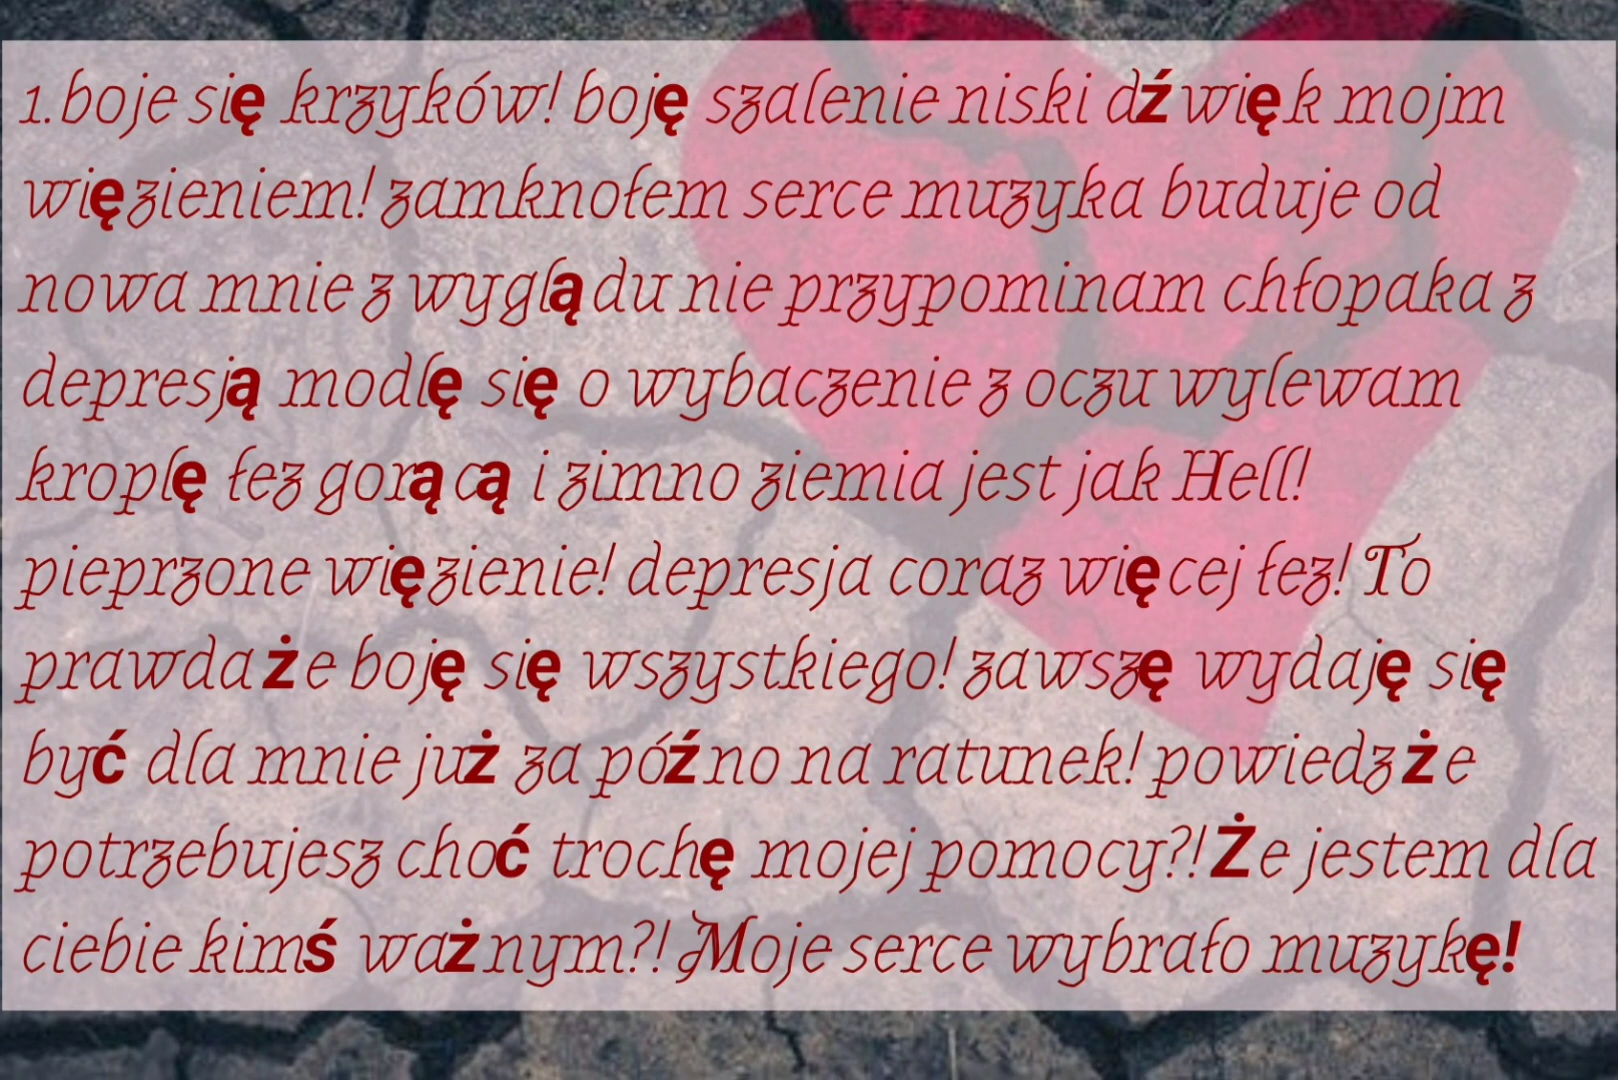 1.boje się krzyków! boję szalenie niski dźwięk mojm
więzieniem! zamknołem serce muzyka buduje od
nowa mnie z wyglądu nie przypominam chłopaka z
depresją modlę się o wybaczenie z oczu wylewam
kroplę łez gorącą i zimno ziemia jest jak Hell!
pieprzone więzienie! depresja coraz więcej łez! To
prawda że boję się wszystkiego! zawszę wydaję się
być dla mnie już za późno na ratunek! powiedz że
potrzebujesz choć trochę mojej pomocy?! Że jestem dla
ciebie kimś ważnym?! Moje serce wybrało muzykę!